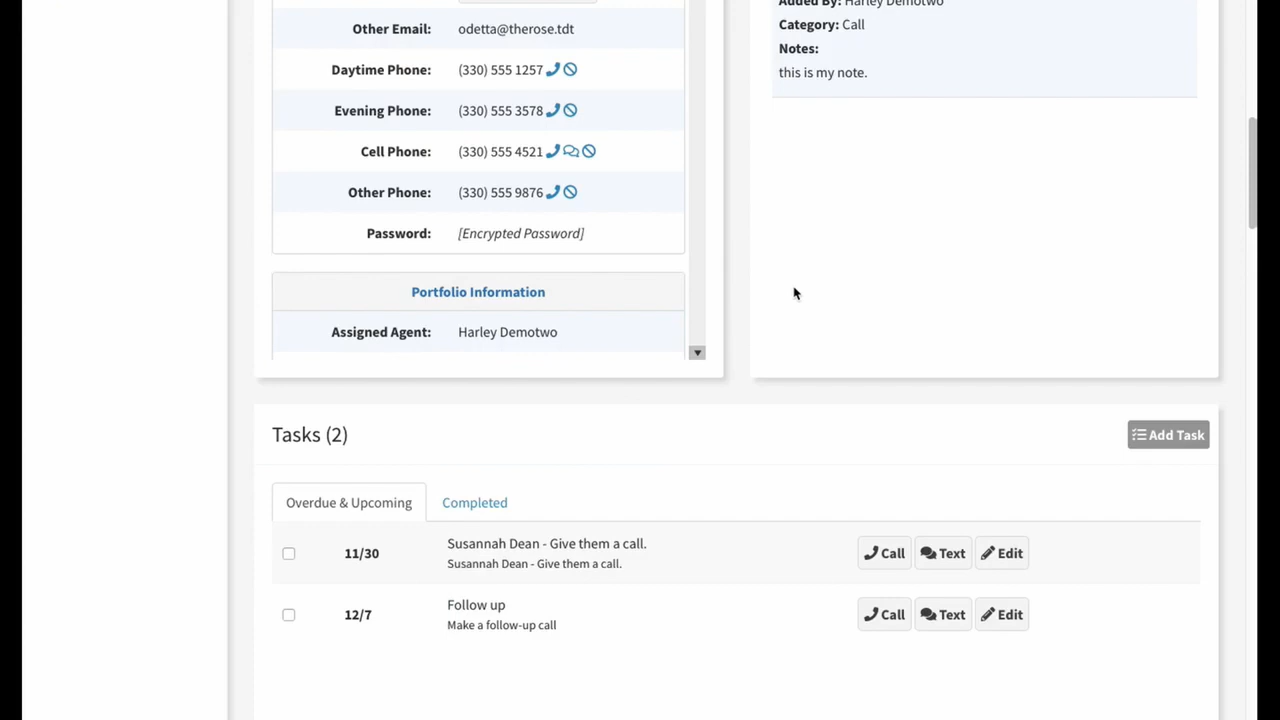 Other Email: odetta@therose.tdt
Daytime Phone: (330) 555 1257
Evening Phone: (330) 555 3578
Cell Phone: (330) 555 4521
Other Phone: (330) 555 9876
Password: [Encrypted Password]
Portfolio Information
Assigned Agent: Harley Demotwo
Added By: Harley Demotwo
Category: Call
Notes:
this is my note.
Tasks (2)
Add Task
Overdue & Upcoming Completed
11/30 Susannah Dean - Give them a call. Call Text Edit
Susannah Dean - Give them a call.
12/7 Follow up Call Text Edit
Make a follow-up call